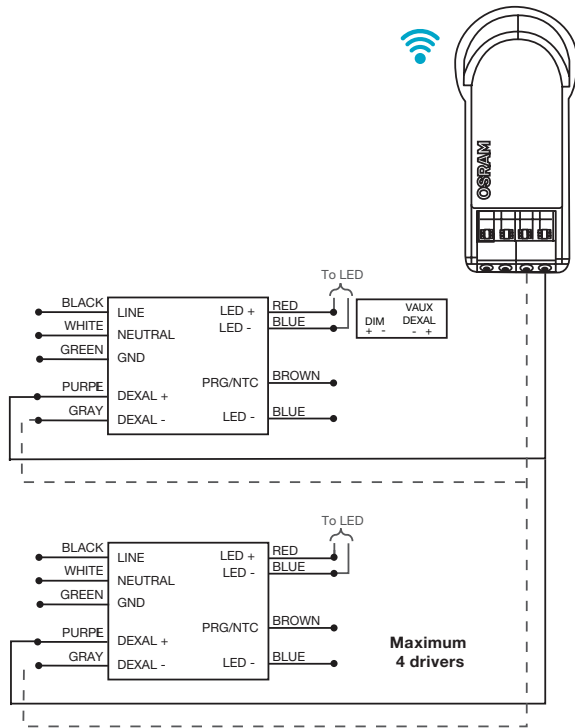 OSRAM
To LED
BLACK LINE LED + RED
WHITE NEUTRAL LED - BLUE
GREEN GND
PURPE DEXAL + PRG/NTC BROWN
GRAY DEXAL - LED - BLUE
VAUX
DIM DEXAL
+ - - +
To LED
BLACK LINE LED + RED
WHITE NEUTRAL LED - BLUE
GREEN GND
PURPE DEXAL + PRG/NTC BROWN
GRAY DEXAL - LED - BLUE
Maximum
4 drivers